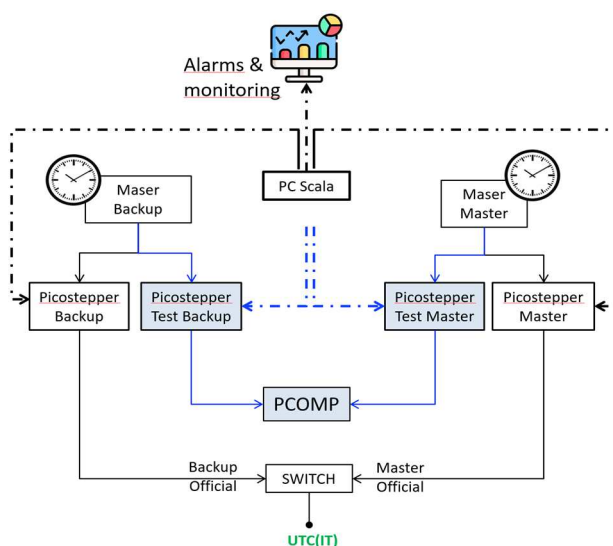 Alarms &
monitoring
Maser
Backup
PC Scala
Maser
Master
Picostepper
Backup
Picostepper
Test Backup
Picostepper
Test Master
Picostepper
Master
PCOMP
Backup
Official
SWITCH
Master
Official
UTC(IT)